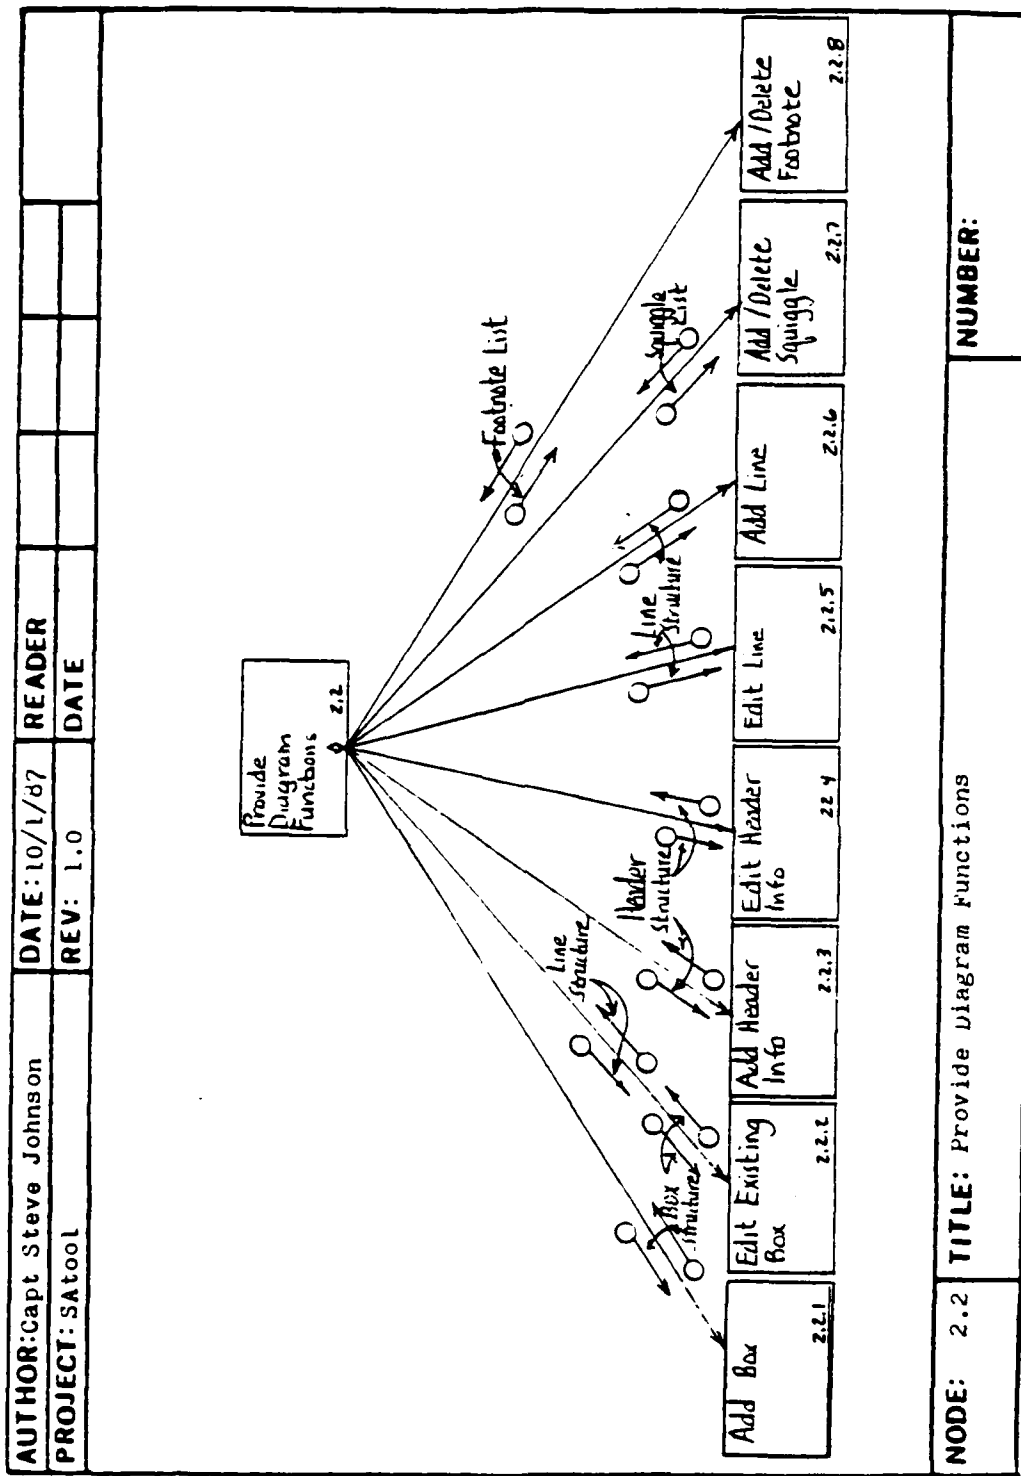 AUTHOR: Capt Steve Johnson
DATE: 10/1/87
READER
PROJECT: SAtool
REV: 1.0
DATE
Provide
Diagram
Functions
2.2
Footnote List
Squiggle
List
Line
Structure
Line
Structure
Header
Structure
Box
Structure
Add Box
2.2.1
Edit Existing
Box
2.2.2
Add Header
Info
2.2.3
Edit Header
Info
22 4
Edit Line
2.2.5
Add Line
2.2.6
Add/Delete
Squiggle
2.2.7
Add/Delete
Footnote
2.2.8
NODE: 2.2
TITLE: Provide Diagram Functions
NUMBER: